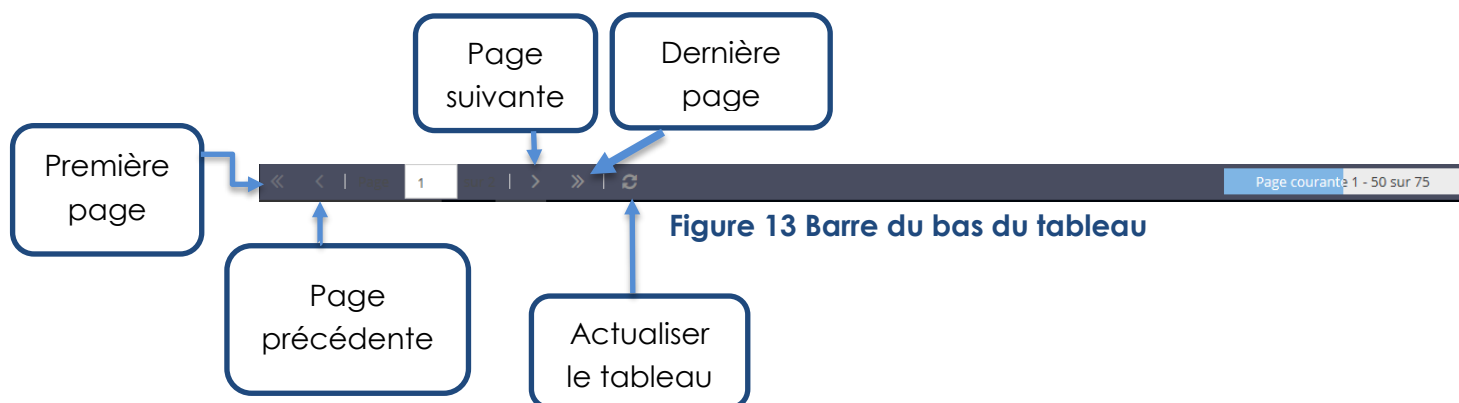 Page
suivante
Dernière
page
Première
page
1
Page courante 1 - 50 sur 75
Figure 13 Barre du bas du tableau
Page
précédente
Actualiser
le tableau